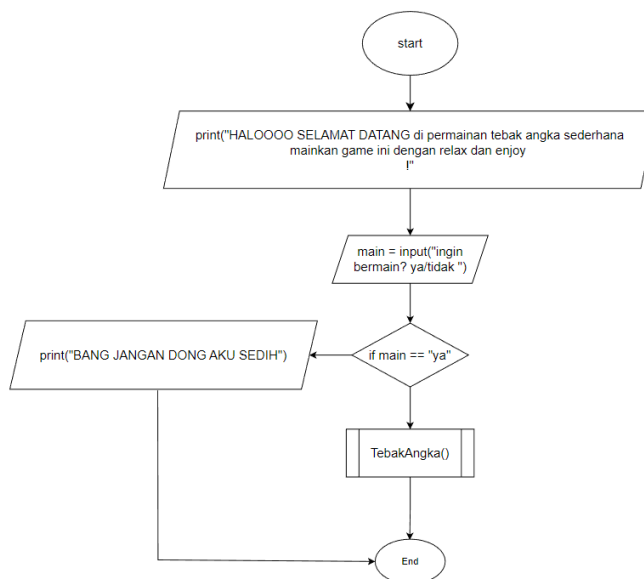 start
print("HALOOOO SELAMAT DATANG di permainan tebak angka sederhana
mainkan game ini dengan relax dan enjoy
!"
main = input("ingin
bermain? ya/tidak ")
if main == "ya"
print("BANG JANGAN DONG AKU SEDIH")
TebakAngka()
End